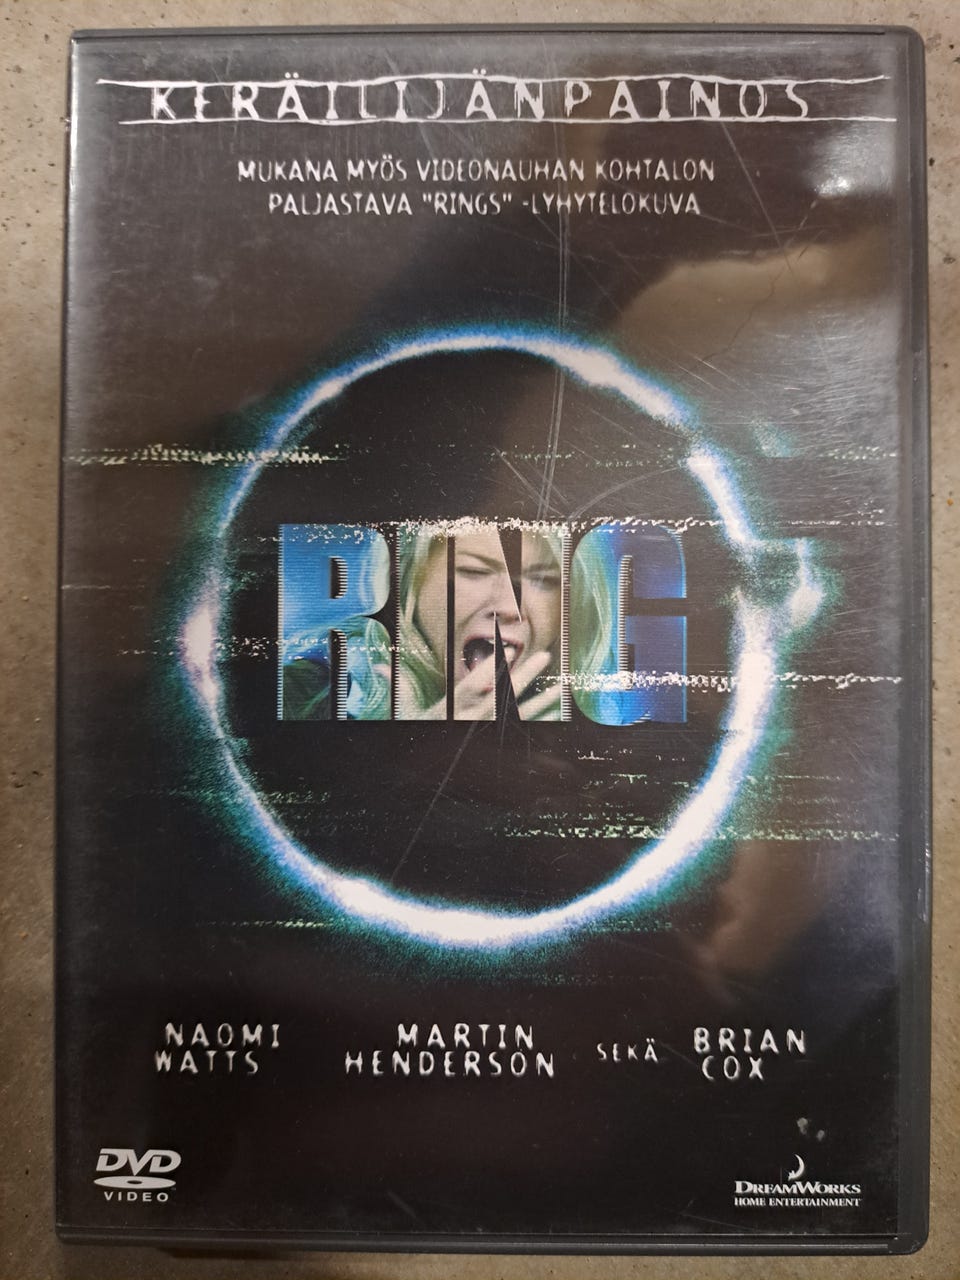 KERÄILIJÄNPAINOS
MUKANA MYÖS VIDEONAUHAN KOHTALON
PALJASTAVA "RINGS" -LYHYTELOKUVA
RING
NAOMI WATTS
MARTIN HENDERSON
SEKÄ
BRIAN COX
DVD
VIDEO
DREAMWORKS
HOME ENTERTAINMENT